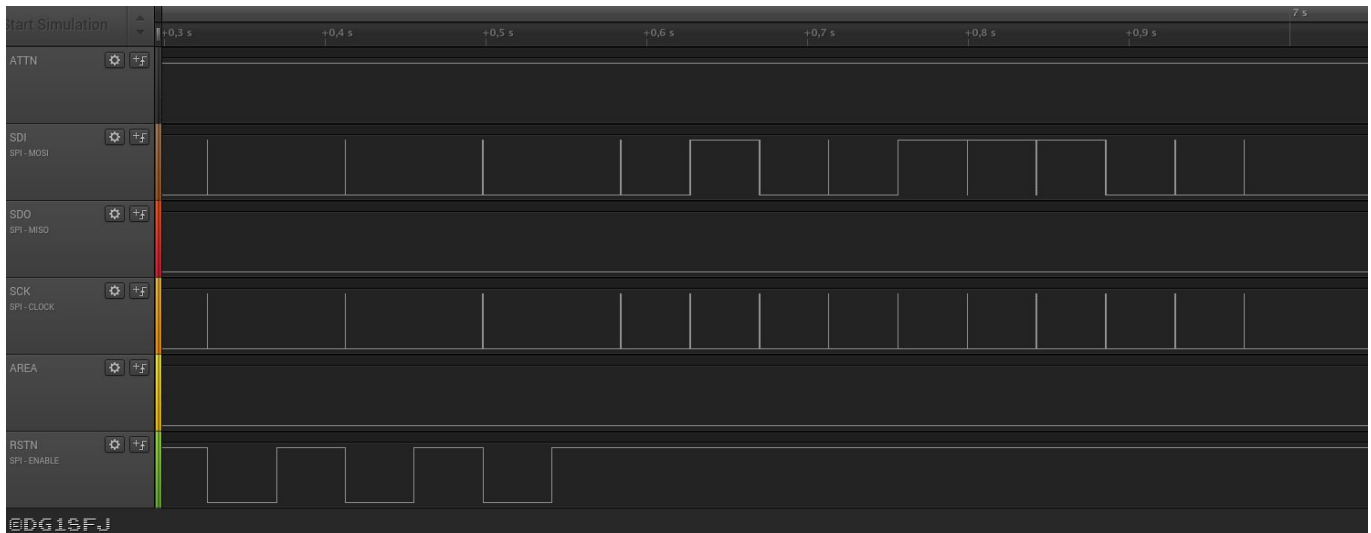 7 s
Start Simulation
+0,3 s +0,4 s +0,5 s +0,6 s +0,7 s +0,8 s +0,9 s
ATTN
SDI
SPI - MOSI
SDO
SPI - MISO
SCK
SPI - CLOCK
AREA
RSTN
SPI - ENABLE
©DG1SFJ